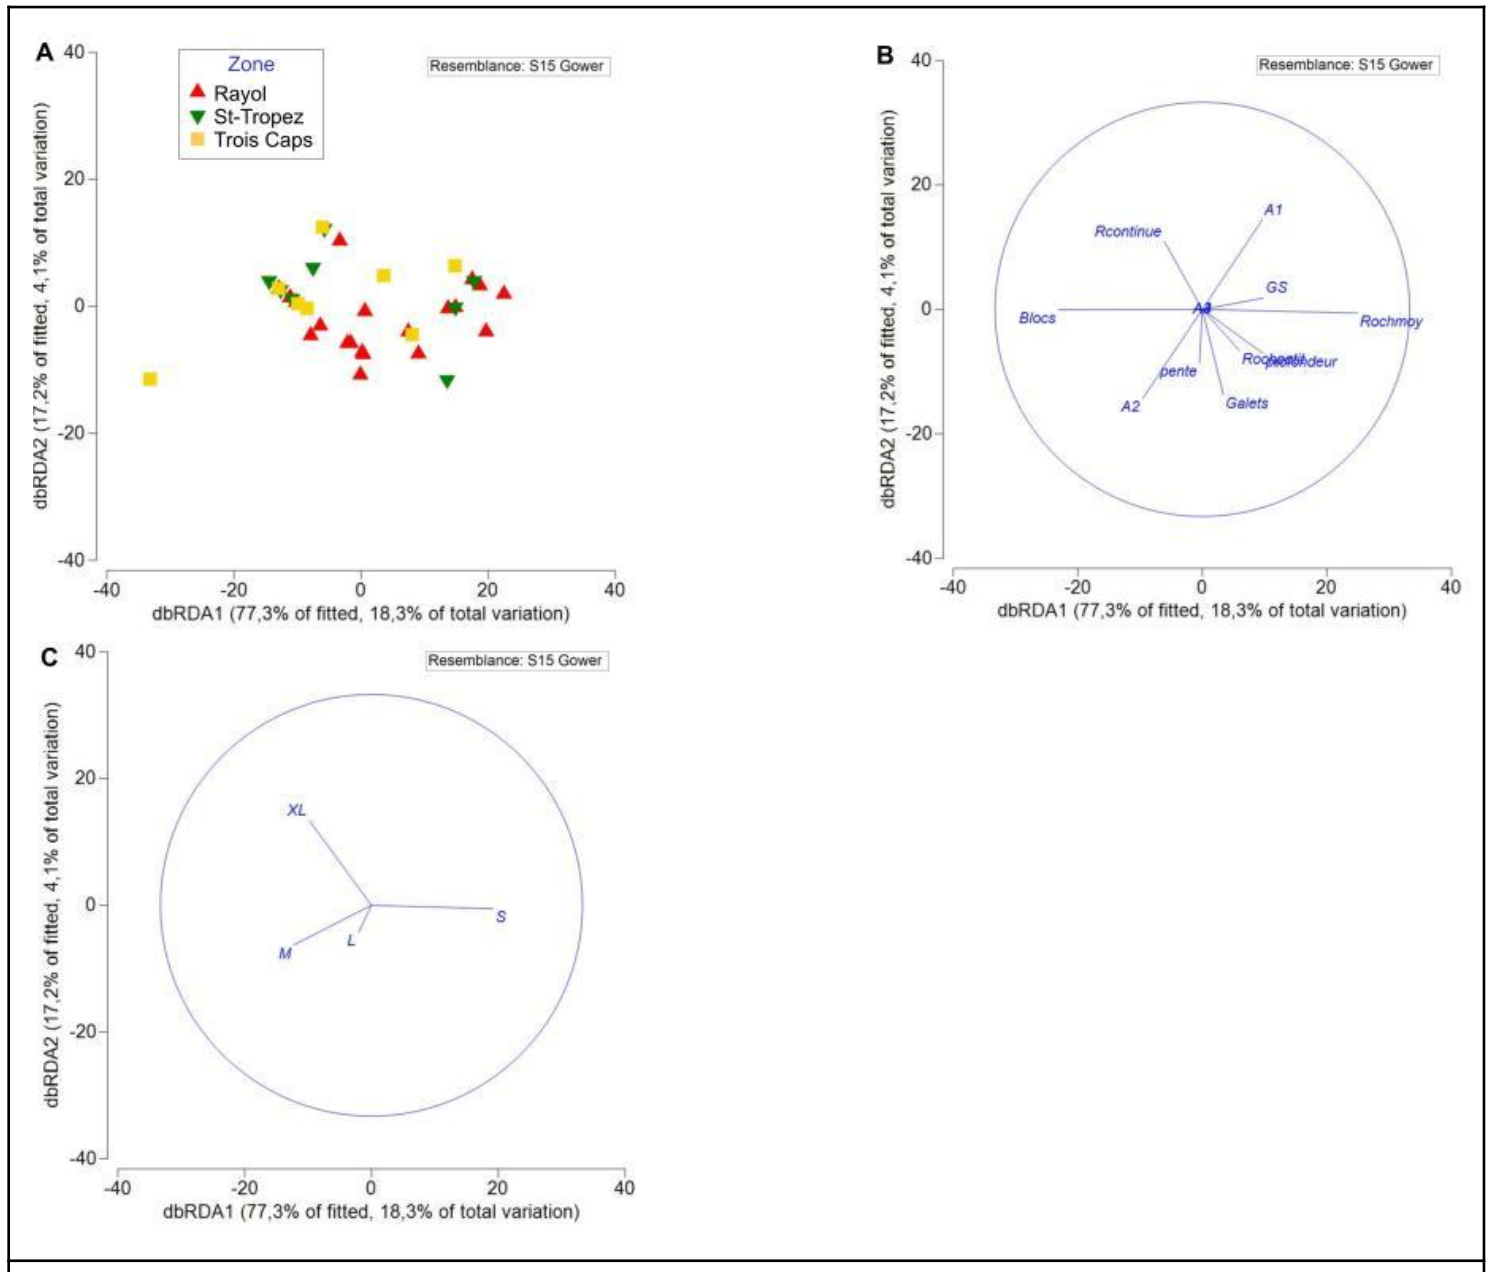 A
40
Zone
Rayol
St-Tropez
Trois Caps
Resemblance: S15 Gower
20
0
-20
-40
dbRDA2 (17,2% of fitted, 4,1% of total variation)
-40 -20 0 20 40
dbRDA1 (77,3% of fitted, 18,3% of total variation)
B
40
Resemblance: S15 Gower
20
0
-20
-40
dbRDA2 (17,2% of fitted, 4,1% of total variation)
A1
Rcontinue
GS
Blocs
Rochmoy
pente
A2
Galets
-40 -20 0 20 40
dbRDA1 (77,3% of fitted, 18,3% of total variation)
C
40
Resemblance: S15 Gower
20
0
-20
-40
dbRDA2 (17,2% of fitted, 4,1% of total variation)
XL
S
L
M
-40 -20 0 20 40
dbRDA1 (77,3% of fitted, 18,3% of total variation)